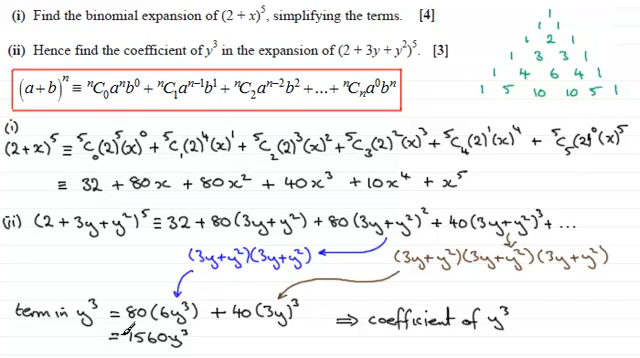 (i) Find the binomial expansion of (2 + x)⁵, simplifying the terms. [4]
(ii) Hence find the coefficient of y³ in the expansion of (2 + 3y + y²)⁵. [3]
1
1 1
1 2 1
1 3 3 1
1 4 6 4 1
1 5 10 10 5 1
(a+b)ⁿ ≡ ⁿC₀aⁿb⁰ + ⁿC₁aⁿ⁻¹b¹ + ⁿC₂aⁿ⁻²b² + ... + ⁿCₙa⁰bⁿ
(i)
(2+x)⁵ ≡ ⁵C₀(2)⁵(x)⁰ + ⁵C₁(2)⁴(x)¹ + ⁵C₂(2)³(x)² + ⁵C₃(2)²(x)³ + ⁵C₄(2)¹(x)⁴ + ⁵C₅(2)⁰(x)⁵
≡ 32 + 80x + 80x² + 40x³ + 10x⁴ + x⁵
(ii) (2 + 3y + y²)⁵ ≡ 32 + 80(3y+y²) + 80(3y+y²)² + 40(3y+y²)³ + ...
(3y+y²)(3y+y²) (3y+y²)(3y+y²)(3y+y²)
term in y³ = 80(6y³) + 40(3y)³ ⇒ coefficient of y³
= 1560y³